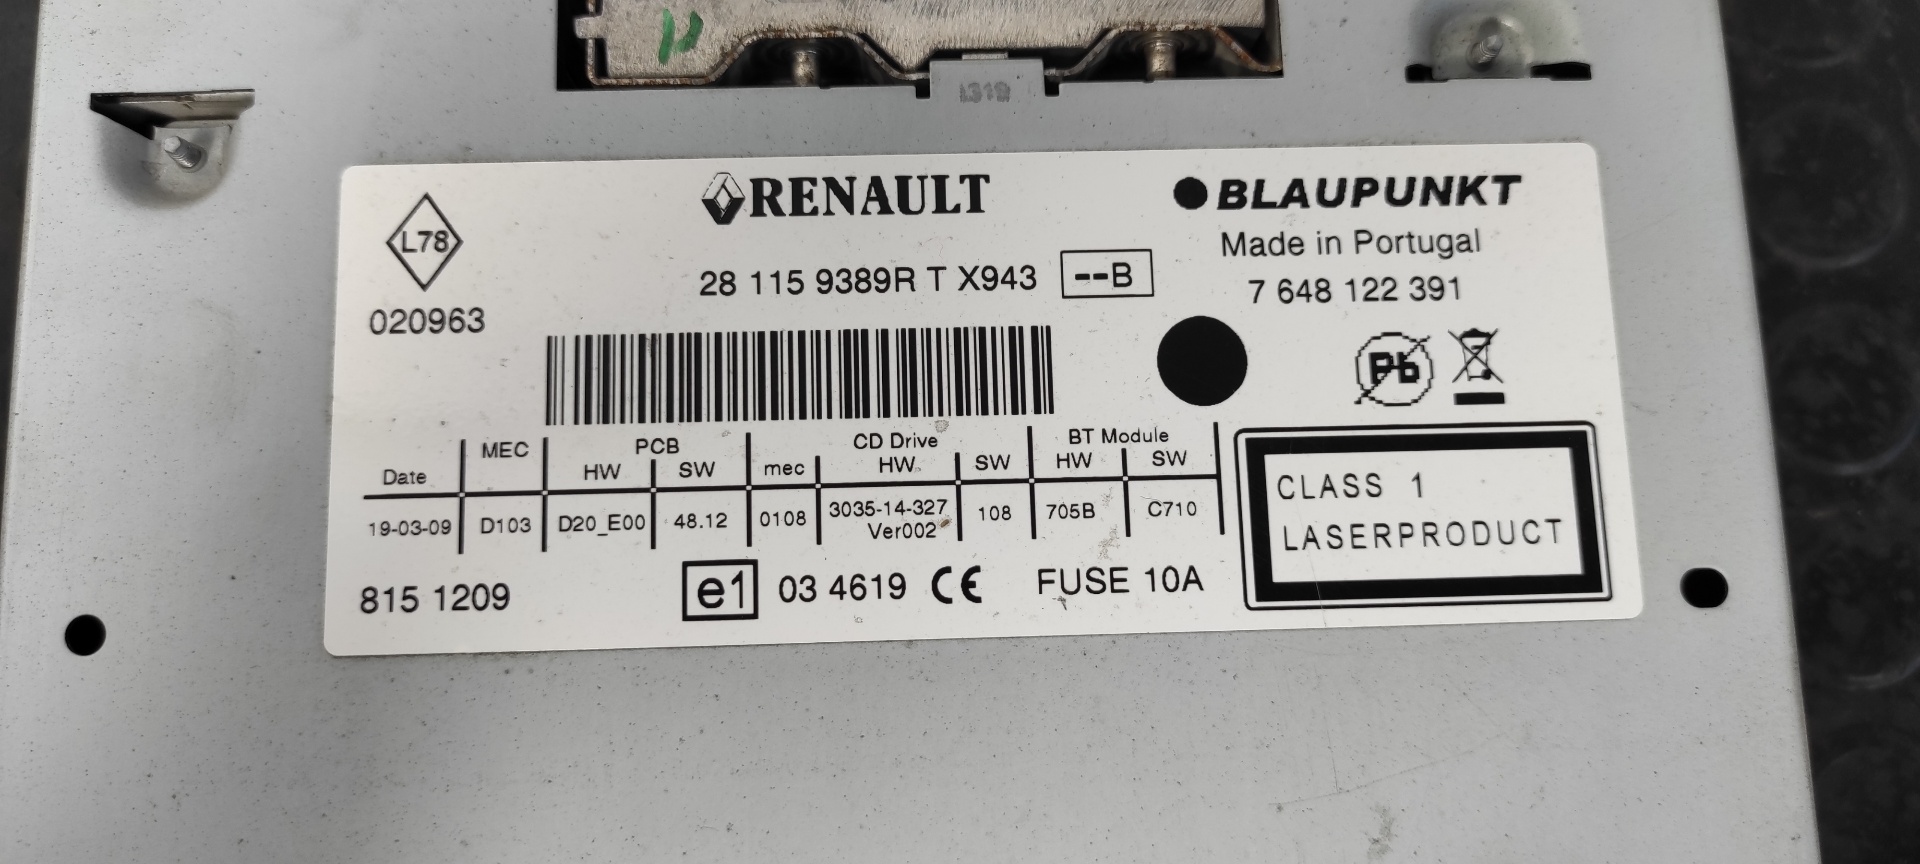 1319
L78
RENAULT
BLAUPUNKT
Made in Portugal
28 115 9389R T X943 --B
7 648 122 391
020963
Pb
Date MEC PCB HW SW mec CD Drive HW SW BT Module HW SW
19-03-09 D103 D20_E00 48.12 0108 3035-14-327 Ver002 108 705B C710
CLASS 1
LASERPRODUCT
815 1209
e1 03 4619 CE FUSE 10A